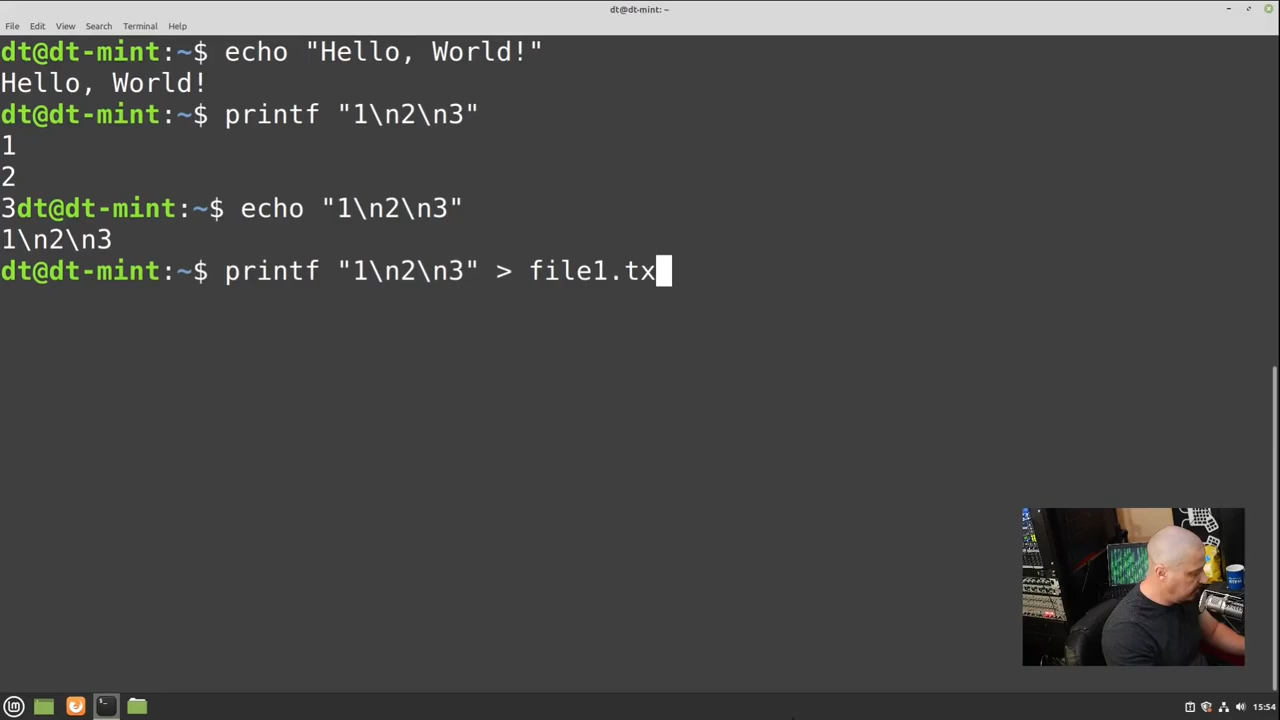 dt@dt-mint: ~
File Edit View Search Terminal Help
dt@dt-mint:~$ echo "Hello, World!"
Hello, World!
dt@dt-mint:~$ printf "1\n2\n3"
1
2
3dt@dt-mint:~$ echo "1\n2\n3"
1\n2\n3
dt@dt-mint:~$ printf "1\n2\n3" > file1.tx
15:54